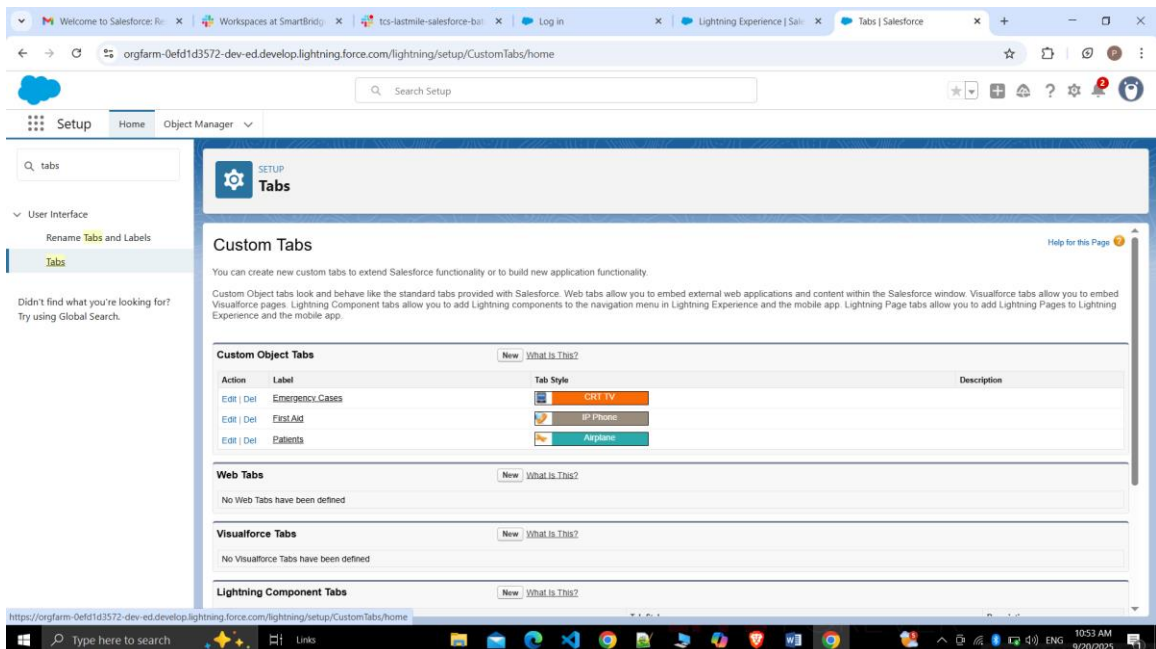 Welcome to Salesforce: Re
Workspaces at SmartBridge
tcs-lastmile-salesforce-bat
Log in
Lightning Experience | Sale
Tabs | Salesforce
orgfarm-0efd1d3572-dev-ed.develop.lightning.force.com/lightning/setup/CustomTabs/home
P
Search Setup
2
Setup
Home
Object Manager
tabs
SETUP
Tabs
User Interface
Rename Tabs and Labels
Tabs
Didn't find what you're looking for?
Try using Global Search.
Custom Tabs
Help for this Page
You can create new custom tabs to extend Salesforce functionality or to build new application functionality.
Custom Object tabs look and behave like the standard tabs provided with Salesforce. Web tabs allow you to embed external web applications and content within the Salesforce window. Visualforce tabs allow you to embed
Visualforce pages. Lightning Component tabs allow you to add Lightning components to the navigation menu in Lightning Experience and the mobile app. Lightning Page tabs allow you to add Lightning Pages to Lightning
Experience and the mobile app.
Custom Object Tabs New What Is This?
Action Label Tab Style Description
Edit | Del Emergency Cases CRT TV
Edit | Del First Aid IP Phone
Edit | Del Patients Airplane
Web Tabs New What Is This?
No Web Tabs have been defined
Visualforce Tabs New What Is This?
No Visualforce Tabs have been defined
Lightning Component Tabs New What Is This?
https://orgfarm-0efd1d3572-dev-ed.develop.lightning.force.com/lightning/setup/CustomTabs/home
Type here to search
Links
ENG
10:53 AM
9/20/2025